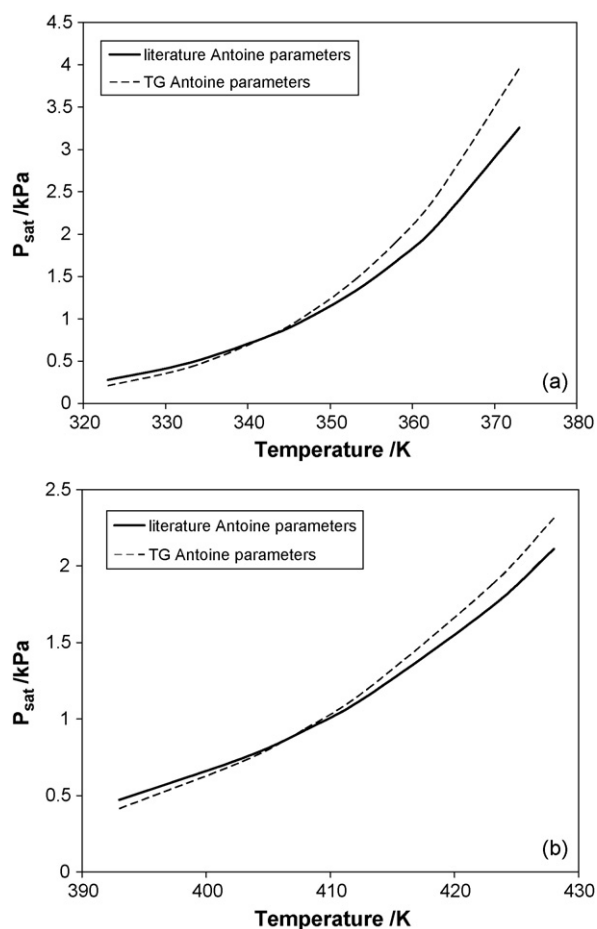 4.5
4
3.5
3
2.5
2
1.5
1
0.5
0
P_sat /kPa
literature Antoine parameters
TG Antoine parameters
(a)
320 330 340 350 360 370 380
Temperature /K
2.5
2
1.5
1
0.5
0
P_sat /kPa
literature Antoine parameters
TG Antoine parameters
(b)
390 400 410 420 430
Temperature /K